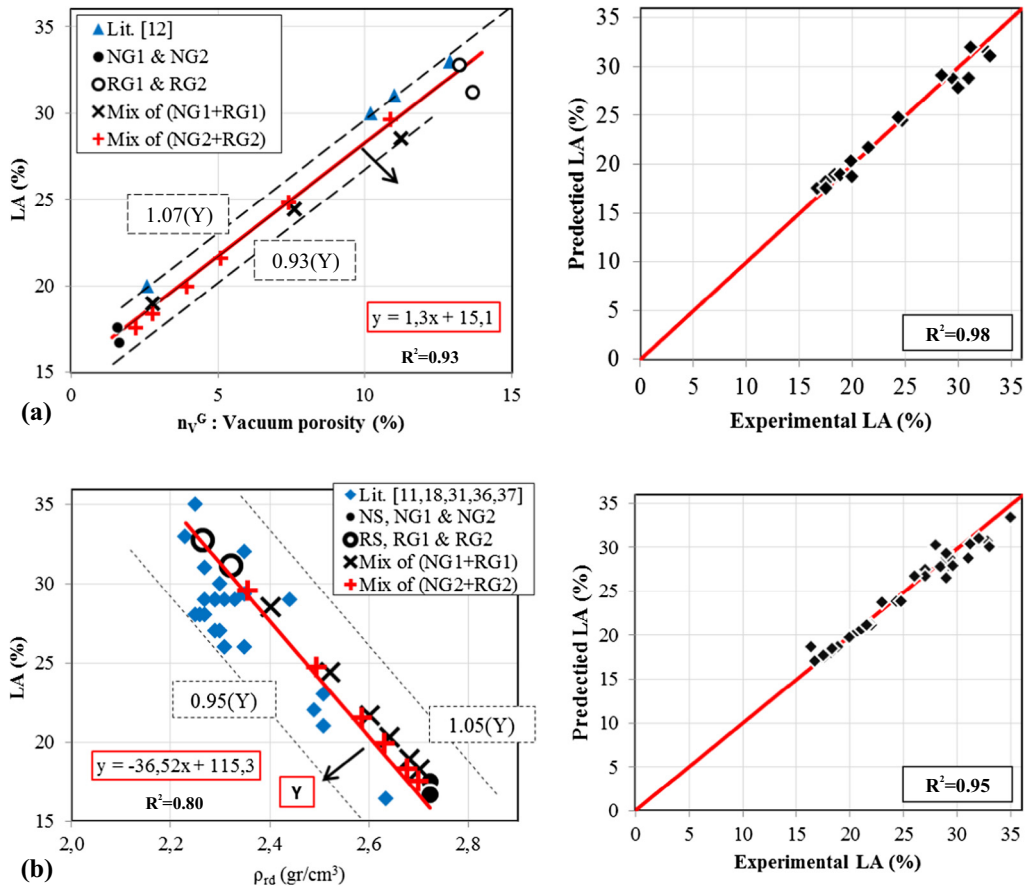 36
35
30
25
20
15
LA (%)
Lit. [12]
NG1 & NG2
RG1 & RG2
Mix of (NG1+RG1)
Mix of (NG2+RG2)
1.07(Y)
0.93(Y)
y = 1,3x + 15,1
R²=0.93
0
5
10
15
(a)
n_V^G : Vacuum porosity (%)
35
30
25
20
15
10
5
0
Predectied LA (%)
R²=0.98
0
5
10
15
20
25
30
35
Experimental LA (%)
35
30
25
20
15
LA (%)
Lit. [11,18,31,36,37]
NS, NG1 & NG2
RS, RG1 & RG2
Mix of (NG1+RG1)
Mix of (NG2+RG2)
0.95(Y)
1.05(Y)
y = -36,52x + 115,3
Y
R²=0.80
2,0
2,2
2,4
2,6
2,8
(b)
ρrd (gr/cm³)
35
30
25
20
15
10
5
0
Predectied LA (%)
R²=0.95
0
5
10
15
20
25
30
35
Experimental LA (%)